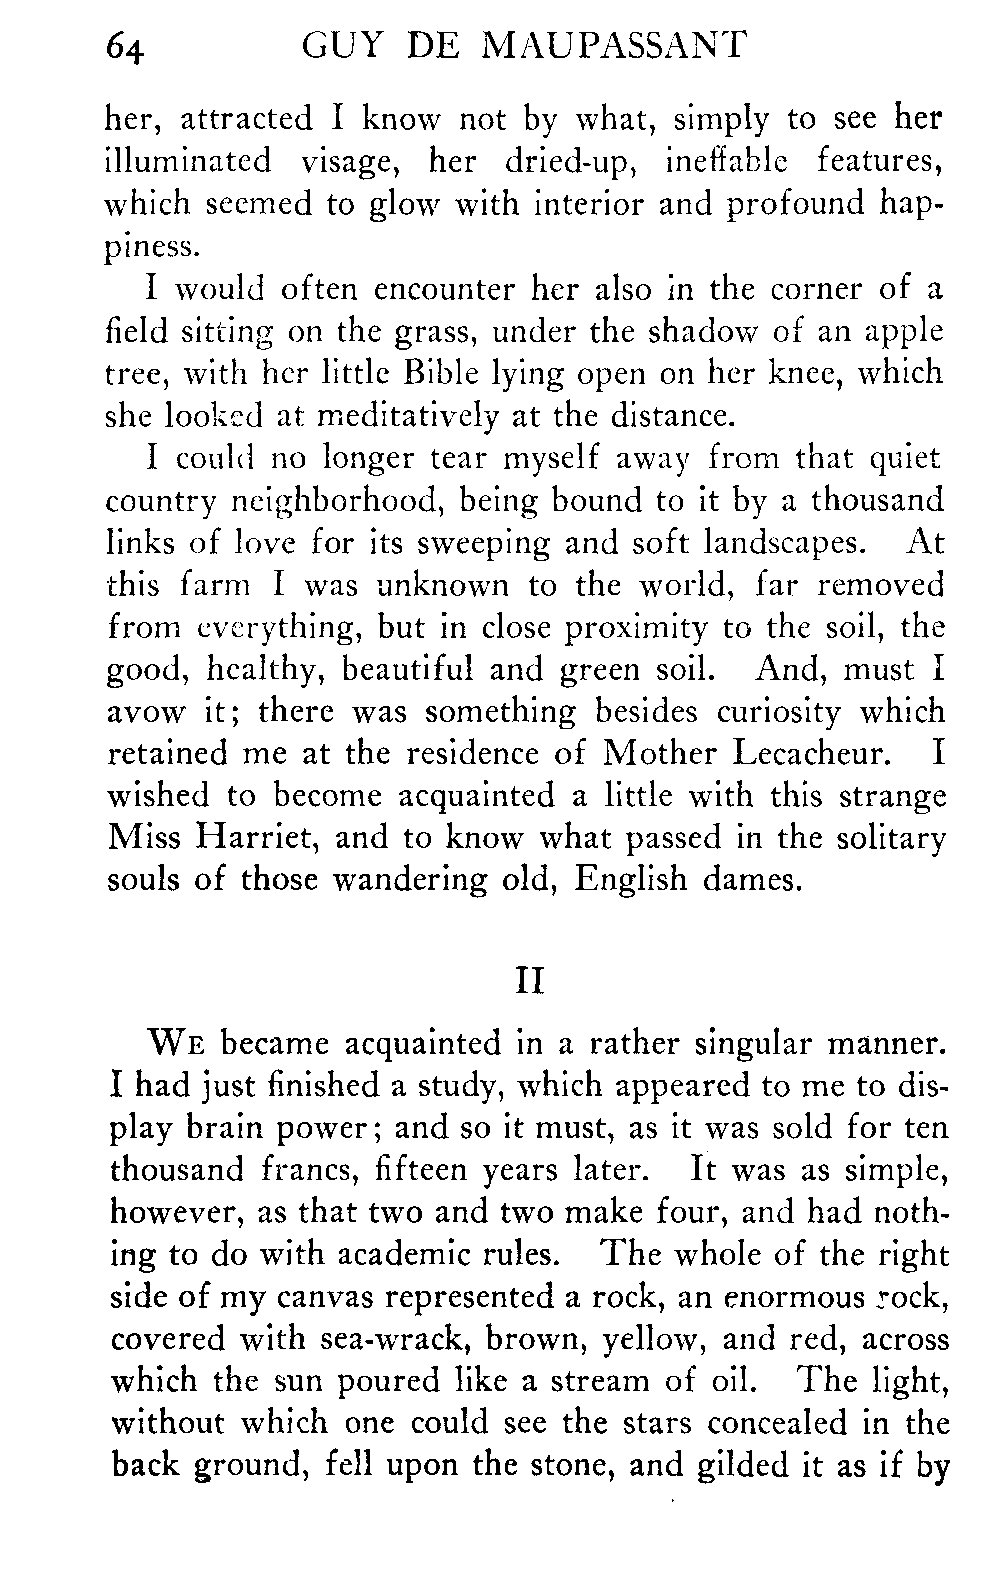 64 GUY DE MAUPASSANT
her, attracted I know not by what, simply to see her
illuminated visage, her dried-up, ineffable features,
which seemed to glow with interior and profound hap-
piness.
I would often encounter her also in the corner of a
field sitting on the grass, under the shadow of an apple
tree, with her little Bible lying open on her knee, which
she looked at meditatively at the distance.
I could no longer tear myself away from that quiet
country neighborhood, being bound to it by a thousand
links of love for its sweeping and soft landscapes. At
this farm I was unknown to the world, far removed
from everything, but in close proximity to the soil, the
good, healthy, beautiful and green soil. And, must I
avow it; there was something besides curiosity which
retained me at the residence of Mother Lecacheur. I
wished to become acquainted a little with this strange
Miss Harriet, and to know what passed in the solitary
souls of those wandering old, English dames.
II
WE became acquainted in a rather singular manner.
I had just finished a study, which appeared to me to dis-
play brain power; and so it must, as it was sold for ten
thousand francs, fifteen years later. It was as simple,
however, as that two and two make four, and had noth-
ing to do with academic rules. The whole of the right
side of my canvas represented a rock, an enormous rock,
covered with sea-wrack, brown, yellow, and red, across
which the sun poured like a stream of oil. The light,
without which one could see the stars concealed in the
back ground, fell upon the stone, and gilded it as if by